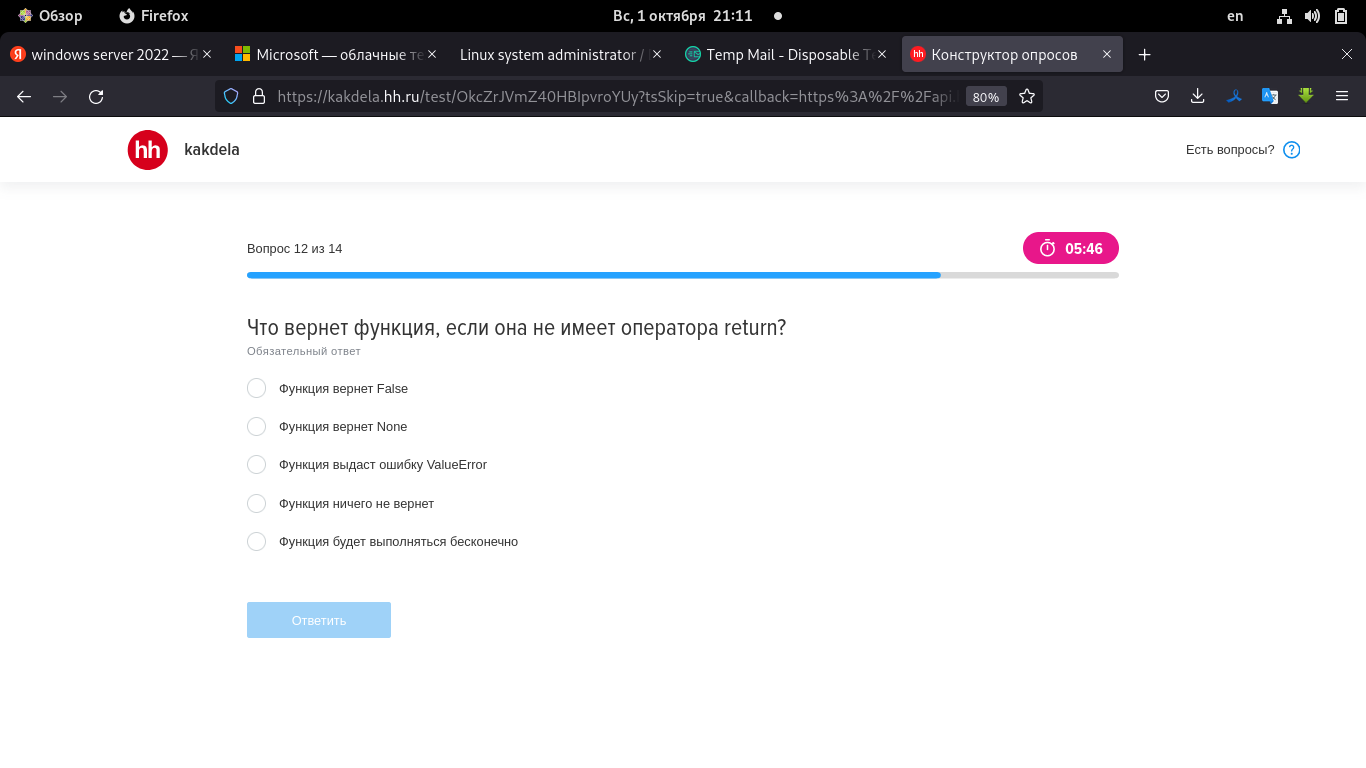 Обзор Firefox Вс, 1 октября 21:11 en
windows server 2022 — Я Microsoft — облачные те Linux system administrator / Temp Mail - Disposable Te hh Конструктор опросов
https://kakdela.hh.ru/test/OkcZrJVmZ40HBIpvroYUy?tsSkip=true&callback=https%3A%2F%2Fapi. 80%
hh kakdela Есть вопросы?
Вопрос 12 из 14 05:46
Что вернет функция, если она не имеет оператора return?
Обязательный ответ
Функция вернет False
Функция вернет None
Функция выдаст ошибку ValueError
Функция ничего не вернет
Функция будет выполняться бесконечно
Ответить